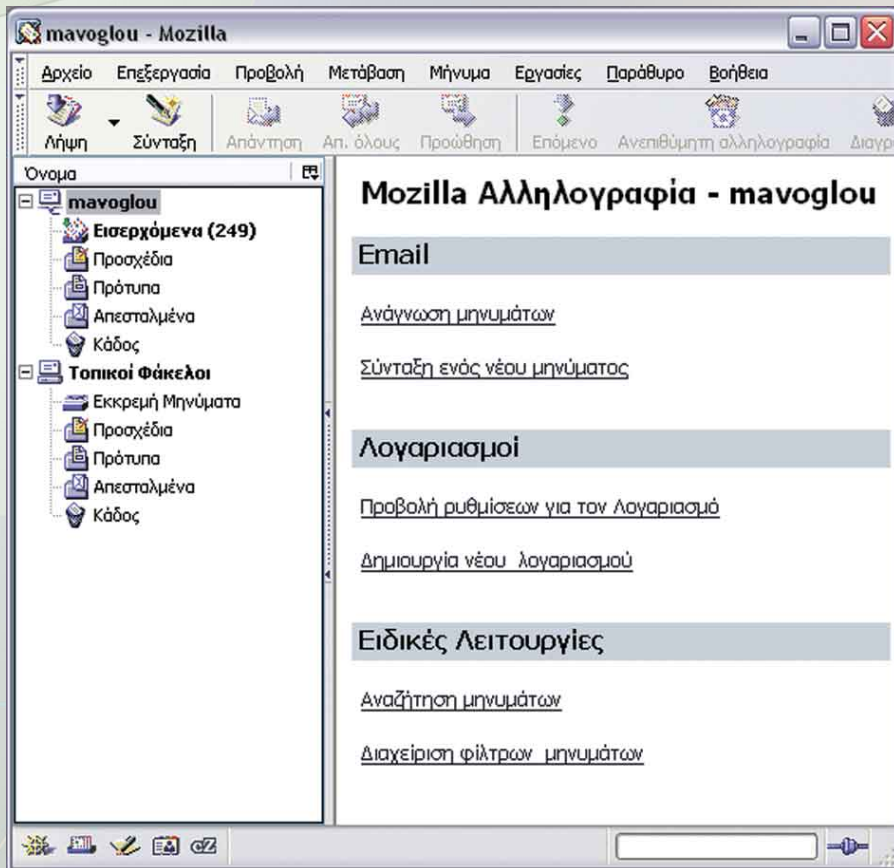 mavoglou - Mozilla
Αρχείο Επεξεργασία Προβολή Μετάβαση Μήνυμα Εργασίες Παράθυρο Βοήθεια
Λήψη Σύνταξη Απάντηση Απ. όλους Προώθηση Επόμενο Ανεπιθύμητη αλληλογραφία Διαγρ
Όνομα
mavoglou
Εισερχόμενα (249)
Προσχέδια
Πρότυπα
Απεσταλμένα
Κάδος
Τοπικοί Φάκελοι
Εκκρεμή Μηνύματα
Προσχέδια
Πρότυπα
Απεσταλμένα
Κάδος
Mozilla Αλληλογραφία - mavoglou
Email
Ανάγνωση μηνυμάτων
Σύνταξη ενός νέου μηνύματος
Λογαριασμοί
Προβολή ρυθμίσεων για τον Λογαριασμό
Δημιουργία νέου λογαριασμού
Ειδικές Λειτουργίες
Αναζήτηση μηνυμάτων
Διαχείριση φίλτρων μηνυμάτων